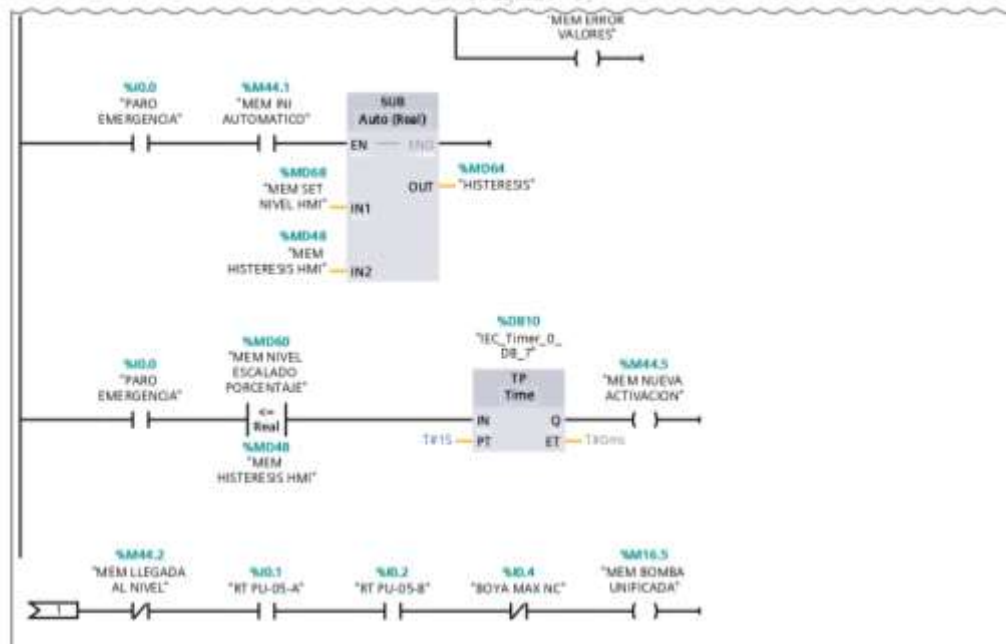 "MEM ERROR
VALORES"
%I0.0
"PARO
EMERGENCIA"
%M44.1
"MEM INI
AUTOMATICO"
SUB
Auto (Real)
EN
ENO
%MD68
"MEM SET
NIVEL HMI"
IN1
OUT
%MD64
"HISTERESIS"
%MD48
"MEM
HISTERESIS HMI"
IN2
%I0.0
"PARO
EMERGENCIA"
%MD60
"MEM NIVEL
ESCALADO
PORCENTAJE"
<=
Real
%MD48
"MEM
HISTERESIS HMI"
%DB10
"IEC_Timer_0_
DB_7"
TP
Time
IN
Q
T#1S
PT
ET
T#0ms
%M44.5
"MEM NUEVA
ACTIVACION"
1
%M44.2
"MEM LLEGADA
AL NIVEL"
%I0.1
"RT PU-05-A"
%I0.2
"RT PU-05-B"
%I0.4
"BOYA MAX NC"
%M16.5
"MEM BOMBA
UNIFICADA"